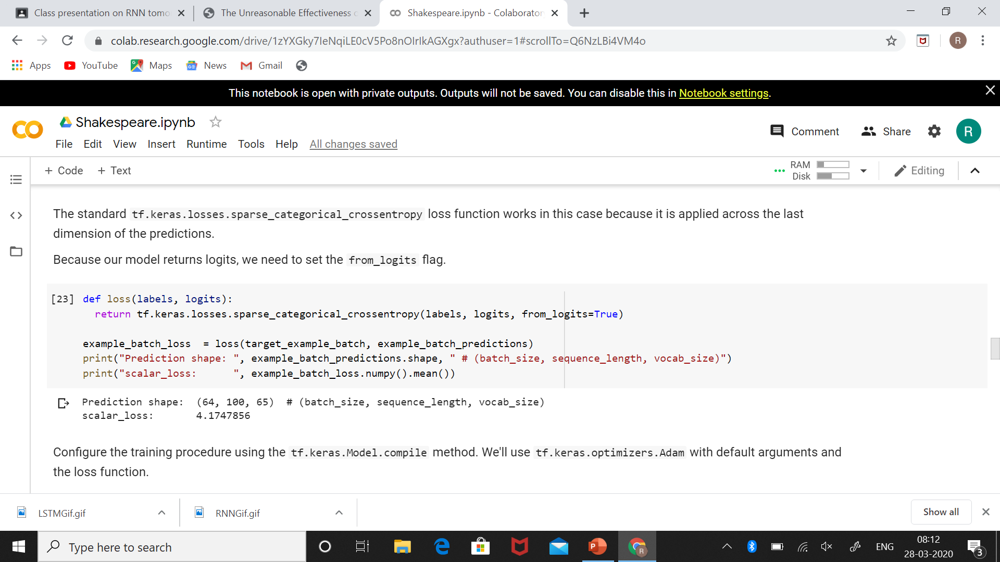 Class presentation on RNN tomo
The Unreasonable Effectiveness o
Shakespeare.ipynb - Colaborator
colab.research.google.com/drive/1zYXGky7IeNqiLE0cV5Po8nOIrIkAGXgx?authuser=1#scrollTo=Q6NzLBi4VM4o
R
Apps
YouTube
Maps
News
Gmail
This notebook is open with private outputs. Outputs will not be saved. You can disable this in Notebook settings.
Shakespeare.ipynb
Comment
Share
R
File Edit View Insert Runtime Tools Help All changes saved
+ Code + Text
RAM
Disk
Editing
The standard tf.keras.losses.sparse_categorical_crossentropy loss function works in this case because it is applied across the last
dimension of the predictions.
Because our model returns logits, we need to set the from_logits flag.
[23] def loss(labels, logits):
return tf.keras.losses.sparse_categorical_crossentropy(labels, logits, from_logits=True)
example_batch_loss  = loss(target_example_batch, example_batch_predictions)
print("Prediction shape: ", example_batch_predictions.shape, " # (batch_size, sequence_length, vocab_size)")
print("scalar_loss:      ", example_batch_loss.numpy().mean())
Prediction shape:  (64, 100, 65)  # (batch_size, sequence_length, vocab_size)
scalar_loss:       4.1747856
Configure the training procedure using the tf.keras.Model.compile method. We'll use tf.keras.optimizers.Adam with default arguments and
the loss function.
LSTMGif.gif
RNNGif.gif
Show all
Type here to search
P
R
ENG
08:12
28-03-2020
3